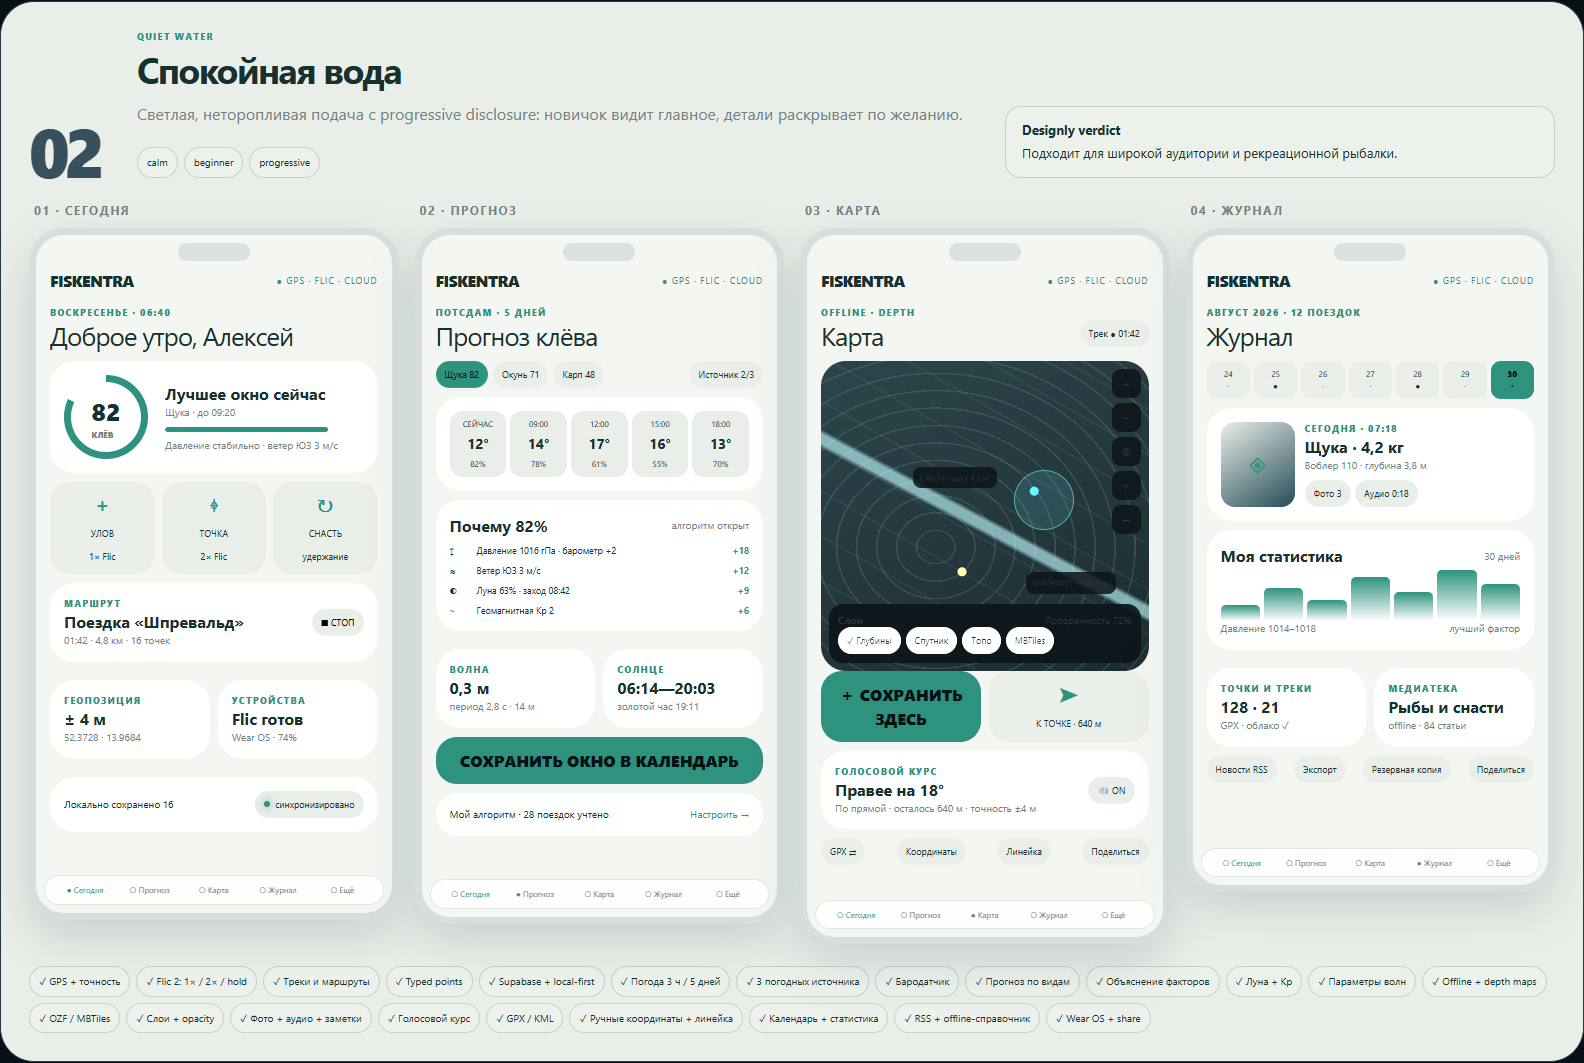 QUIET WATER
Спокойная вода
Светлая, неторопливая подача с progressive disclosure: новичок видит главное, детали раскрывает по желанию.
02
calm
beginner
progressive
Designly verdict
Подходит для широкой аудитории и рекреационной рыбалки.
01 · СЕГОДНЯ
FISKENTRA
● GPS · FLIC · CLOUD
ВОСКРЕСЕНЬЕ · 06:40
Доброе утро, Алексей
82
КЛЁВ
Лучшее окно сейчас
Щука · до 09:20
Давление стабильно · ветер ЮЗ 3 м/с
+
УЛОВ
1× Flic
⌖
ТОЧКА
2× Flic
↻
СНАСТЬ
удержание
МАРШРУТ
Поездка «Шпревальд»
01:42 · 4,8 км · 16 точек
■ СТОП
ГЕОПОЗИЦИЯ
± 4 м
52.3728 · 13.9684
УСТРОЙСТВА
Flic готов
Wear OS · 74%
Локально сохранено 16
● синхронизировано
● Сегодня
○ Прогноз
○ Карта
○ Журнал
○ Ещё
02 · ПРОГНОЗ
FISKENTRA
● GPS · FLIC · CLOUD
ПОТСДАМ · 5 ДНЕЙ
Прогноз клёва
Щука 82
Окунь 71
Карп 48
Источник 2/3
СЕЙЧАС
12°
82%
09:00
14°
78%
12:00
17°
61%
15:00
16°
55%
18:00
13°
70%
Почему 82%
алгоритм открыт
↕ Давление 1016 гПа · барометр +2 +18
≈ Ветер ЮЗ 3 м/с +12
◐ Луна 63% · заход 08:42 +9
~ Геомагнитная Kp 2 +6
ВОЛНА
0,3 м
период 2,8 с · 14 м
СОЛНЦЕ
06:14—20:03
золотой час 19:11
СОХРАНИТЬ ОКНО В КАЛЕНДАРЬ
Мой алгоритм · 28 поездок учтено
Настроить →
○ Сегодня
● Прогноз
○ Карта
○ Журнал
○ Ещё
03 · КАРТА
FISKENTRA
● GPS · FLIC · CLOUD
OFFLINE · DEPTH
Карта
Трек ● 01:42
CATCH · щука 4,2 кг
WAYPOINT
Слои
Прозрачность 72%
✓ Глубины
Спутник
Топо
MBTiles
+ СОХРАНИТЬ
ЗДЕСЬ
➤
К ТОЧКЕ · 640 м
ГОЛОСОВОЙ КУРС
Правее на 18°
По прямой · осталось 640 м · точность ±4 м
ON
GPX ⇄
Координаты
Линейка
Поделиться
○ Сегодня
○ Прогноз
● Карта
○ Журнал
○ Ещё
04 · ЖУРНАЛ
FISKENTRA
● GPS · FLIC · CLOUD
АВГУСТ 2026 · 12 ПОЕЗДОК
Журнал
24
25
26
27
28
29
30
СЕГОДНЯ · 07:18
Щука · 4,2 кг
Воблер 110 · глубина 3,8 м
Фото 3
Аудио 0:18
Моя статистика
30 дней
Давление 1014–1018
лучший фактор
ТОЧКИ И ТРЕКИ
128 · 21
GPX · облако ✓
МЕДИАТЕКА
Рыбы и снасти
offline · 84 статьи
Новости RSS
Экспорт
Резервная копия
Поделиться
○ Сегодня
○ Прогноз
○ Карта
● Журнал
○ Ещё
✓ GPS + точность
✓ Flic 2: 1× / 2× / hold
✓ Треки и маршруты
✓ Typed points
✓ Supabase + local-first
✓ Погода 3 ч / 5 дней
✓ 3 погодных источника
✓ Бародатчик
✓ Прогноз по видам
✓ Объяснение факторов
✓ Луна + Kp
✓ Параметры волн
✓ Offline + depth maps
✓ OZF / MBTiles
✓ Слои + opacity
✓ Фото + аудио + заметки
✓ Голосовой курс
✓ GPX / KML
✓ Ручные координаты + линейка
✓ Календарь + статистика
✓ RSS + offline-справочник
✓ Wear OS + share